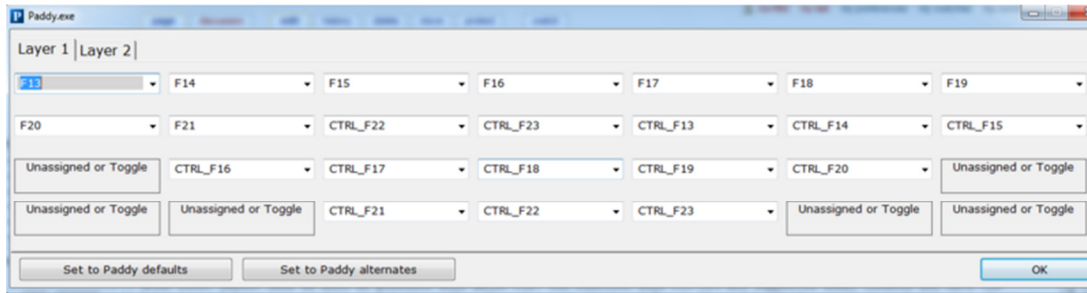 Paddy.exe
Layer 1 Layer 2
F13 F14 F15 F16 F17 F18 F19
F20 F21 CTRL_F22 CTRL_F23 CTRL_F13 CTRL_F14 CTRL_F15
Unassigned or Toggle CTRL_F16 CTRL_F17 CTRL_F18 CTRL_F19 CTRL_F20 Unassigned or Toggle
Unassigned or Toggle Unassigned or Toggle CTRL_F21 CTRL_F22 CTRL_F23 Unassigned or Toggle Unassigned or Toggle
Set to Paddy defaults Set to Paddy alternates OK